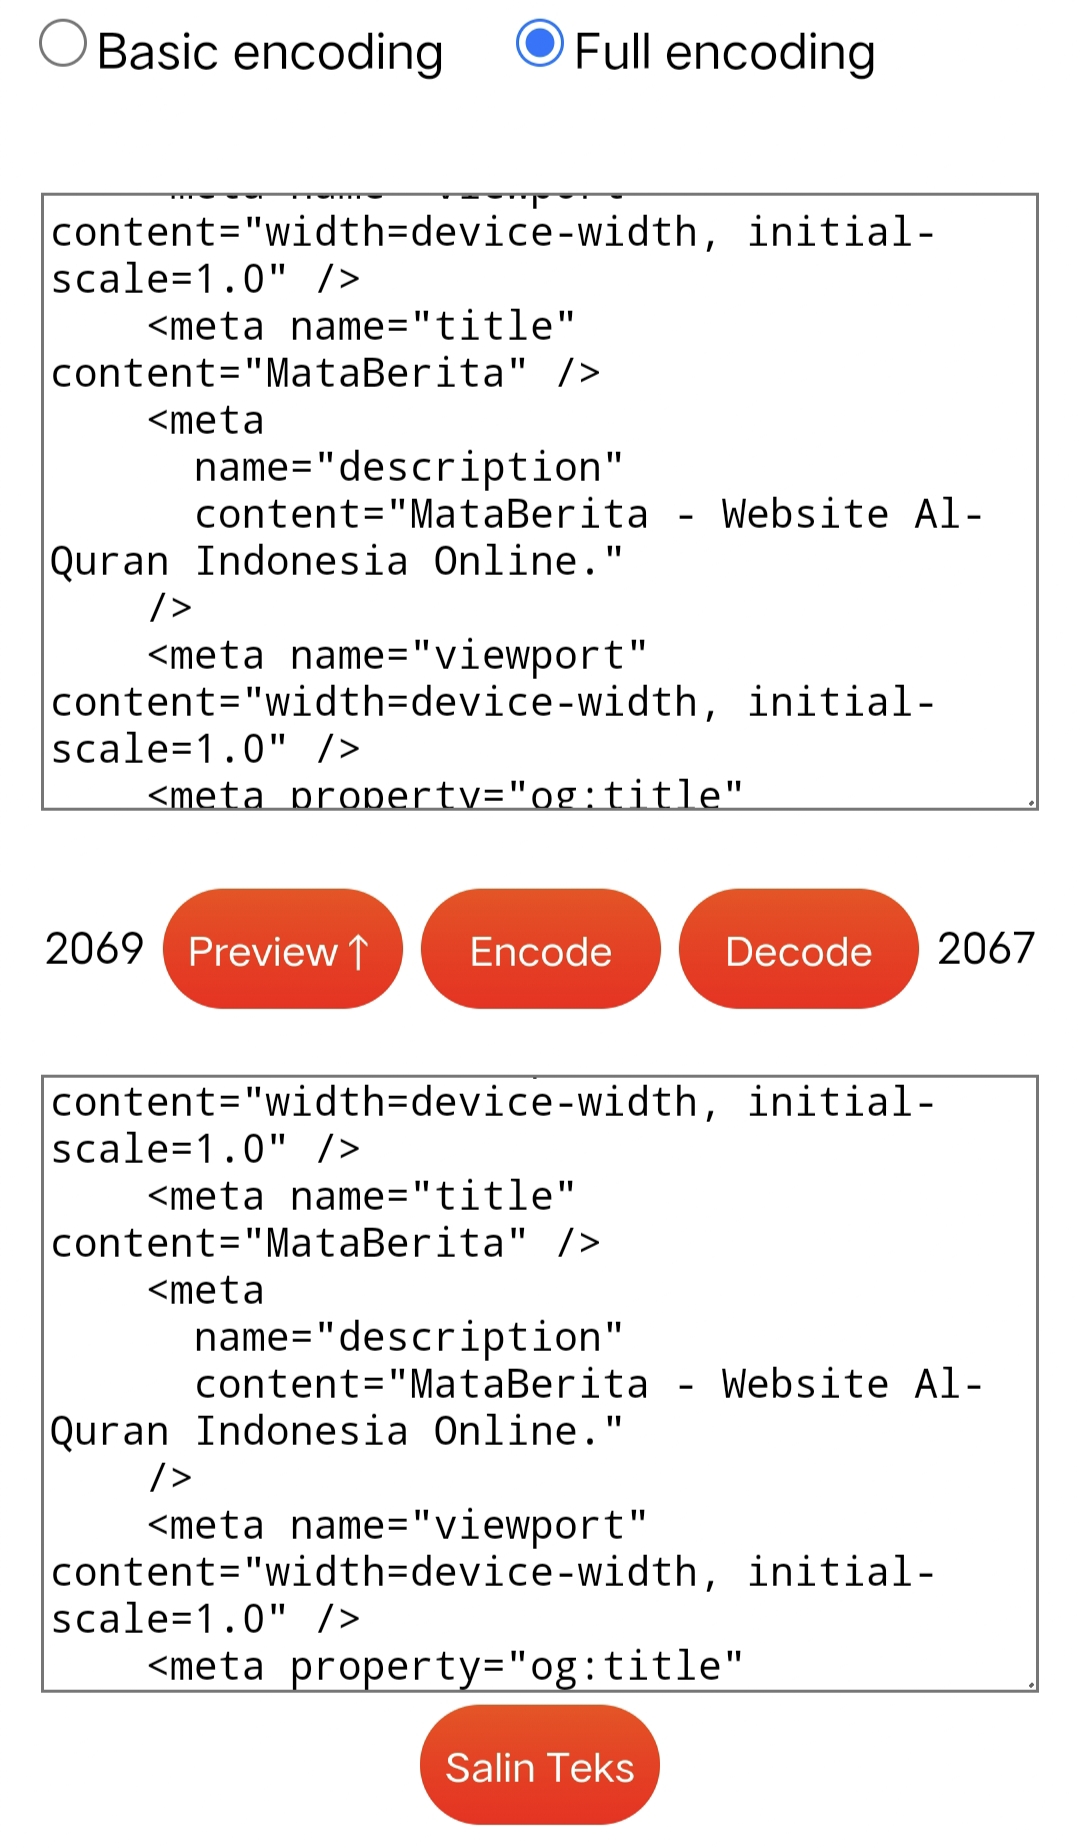 Basic encoding Full encoding
content="width=device-width, initial-
scale=1.0" />
<meta name="title"
content="MataBerita" />
<meta
name="description"
content="MataBerita - Website Al-
Quran Indonesia Online."
/>
<meta name="viewport"
content="width=device-width, initial-
scale=1.0" />
<meta property="og:title"
2069 Preview ↑ Encode Decode 2067
content="width=device-width, initial-
scale=1.0" />
<meta name="title"
content="MataBerita" />
<meta
name="description"
content="MataBerita - Website Al-
Quran Indonesia Online."
/>
<meta name="viewport"
content="width=device-width, initial-
scale=1.0" />
<meta property="og:title"
Salin Teks